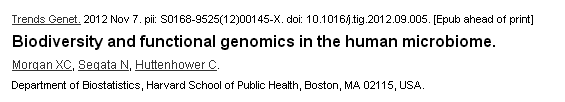 Trends Genet. 2012 Nov 7. pii: S0168-9525(12)00145-X. doi: 10.1016/j.tig.2012.09.005. [Epub ahead of print]
Biodiversity and functional genomics in the human microbiome.
Morgan XC, Segata N, Huttenhower C.
Department of Biostatistics, Harvard School of Public Health, Boston, MA 02115, USA.